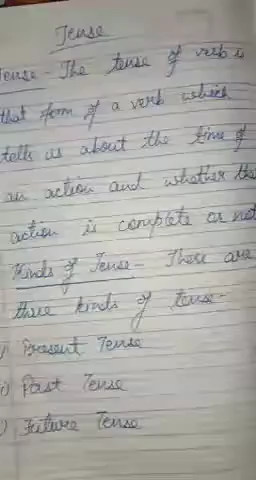 Tense
Tense - The tense of verb is
that form of a verb which
tells us about the time of
an action and whether the
action is complete or not
Kinds of Tense - There are
three kinds of tense -
i) Present Tense
ii) Past Tense
) Future Tense